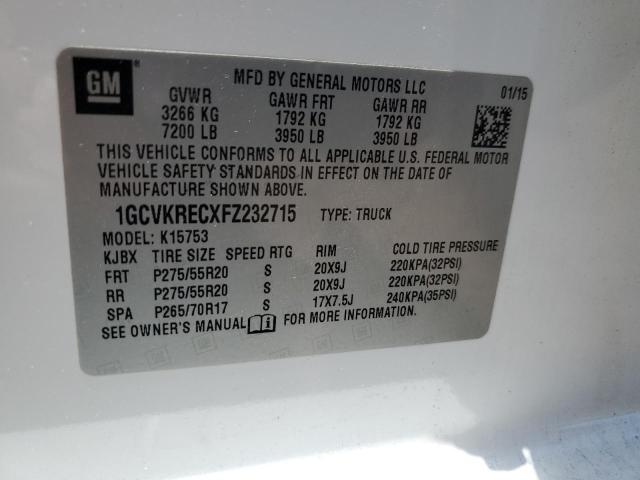 GM ®
MFD BY GENERAL MOTORS LLC 01/15
GVWR GAWR FRT GAWR RR
3266 KG 1792 KG 1792 KG
7200 LB 3950 LB 3950 LB
THIS VEHICLE CONFORMS TO ALL APPLICABLE U.S. FEDERAL MOTOR
VEHICLE SAFETY STANDARDS IN EFFECT ON THE DATE OF
MANUFACTURE SHOWN ABOVE.
1GCVKRECXFZ232715 TYPE: TRUCK
MODEL: K15753
KJBX TIRE SIZE SPEED RTG RIM COLD TIRE PRESSURE
FRT P275/55R20 S 20X9J 220KPA(32PSI)
RR P275/55R20 S 20X9J 220KPA(32PSI)
SPA P265/70R17 S 17X7.5J 240KPA(35PSI)
SEE OWNER'S MANUAL FOR MORE INFORMATION.